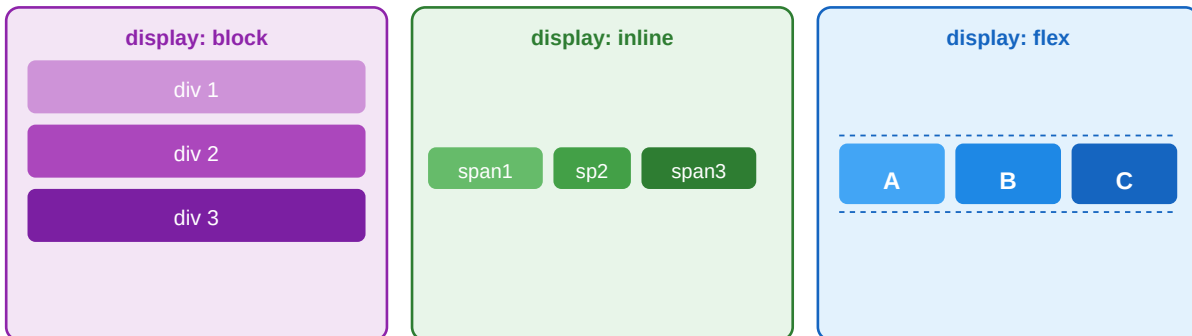 display: block
div 1
div 2
div 3
display: inline
span1 sp2 span3
display: flex
A B C